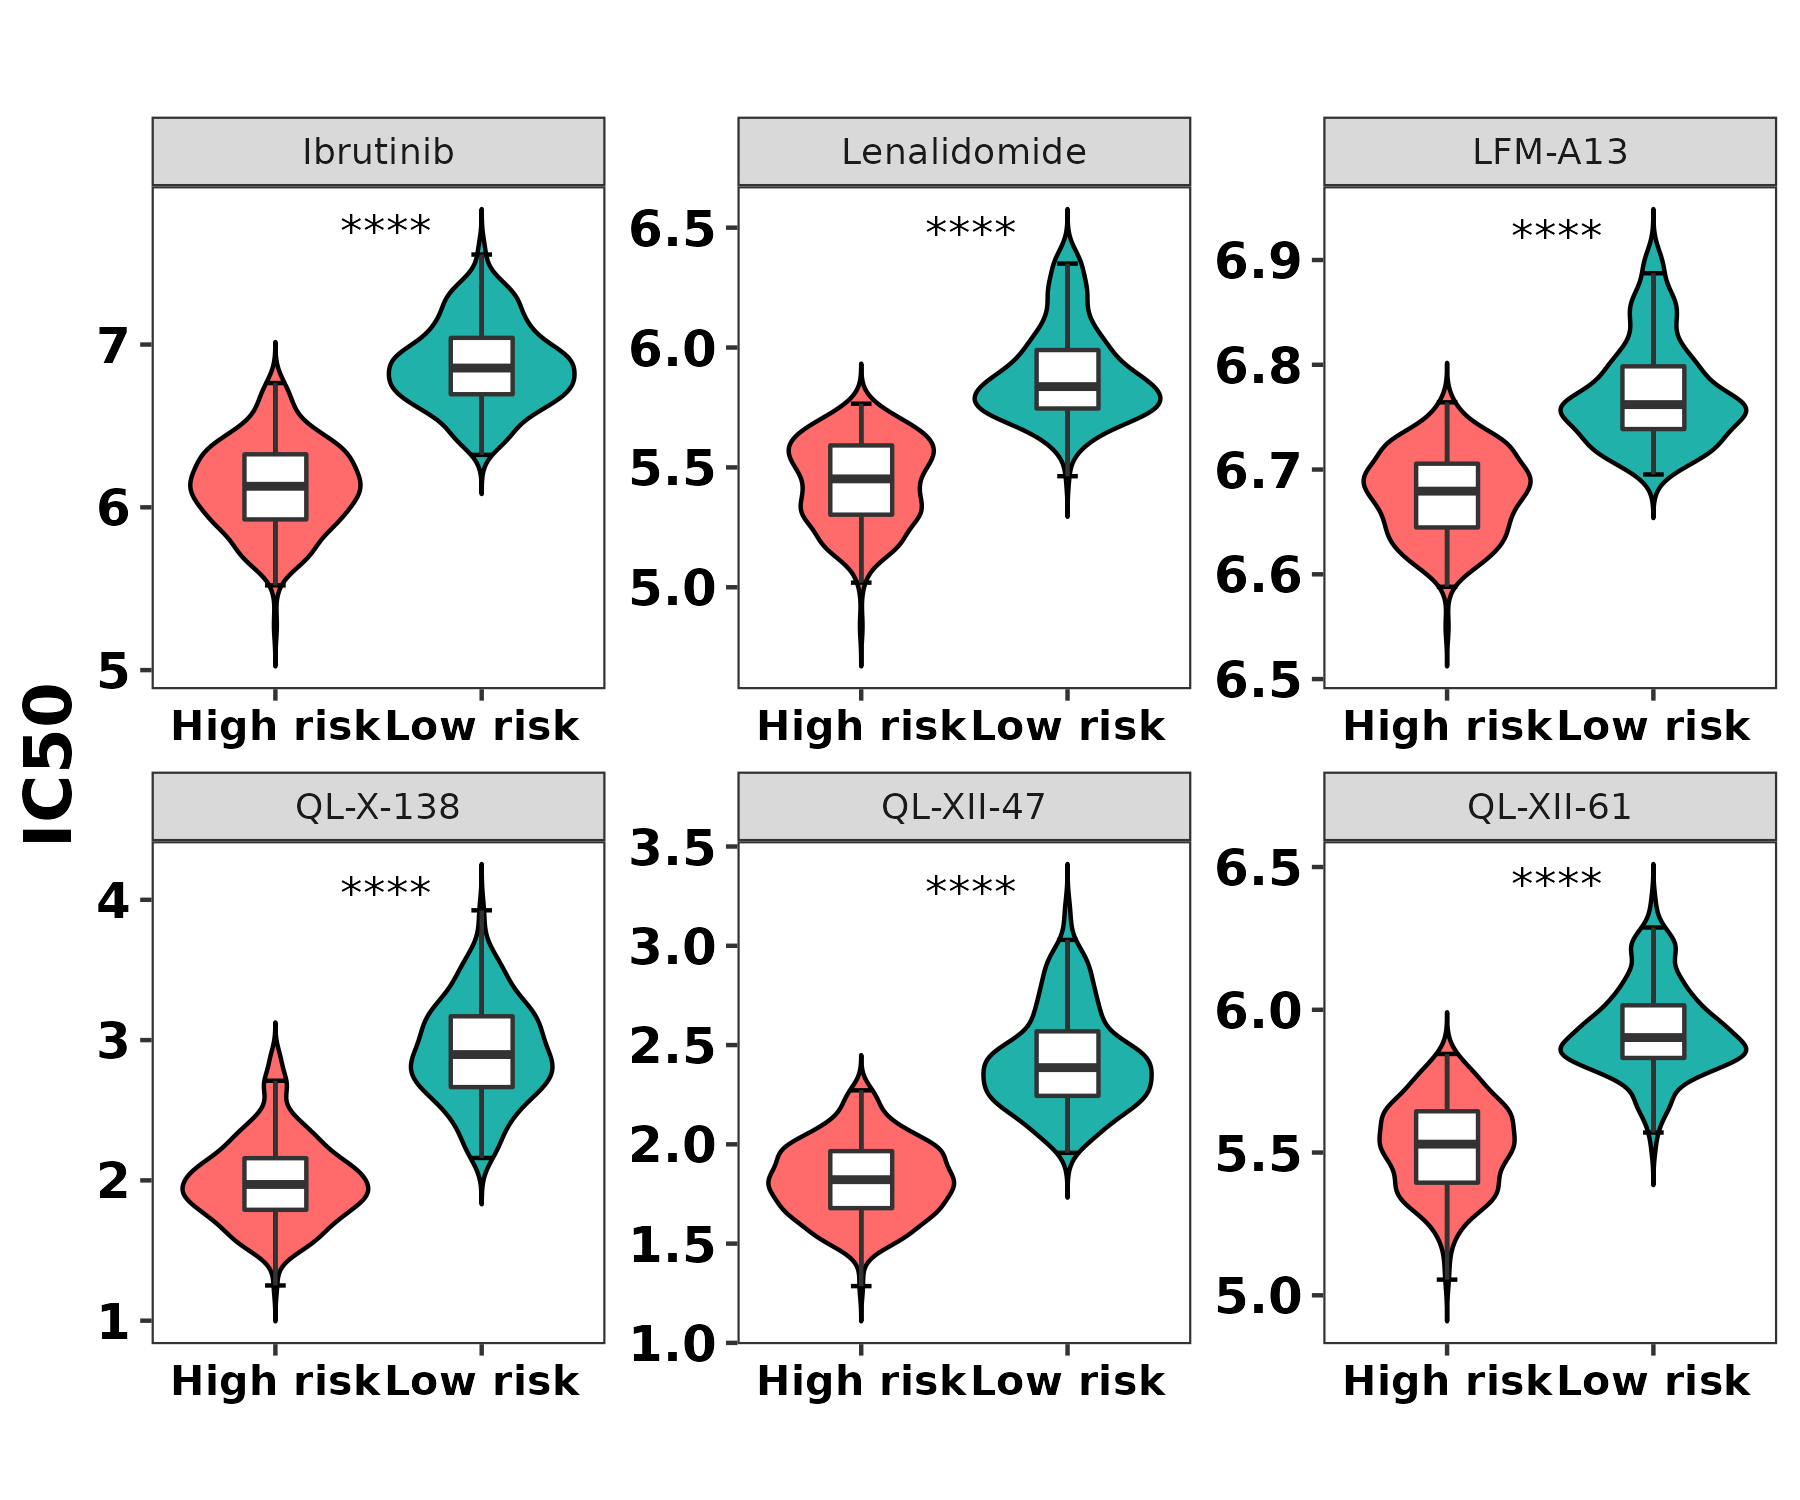 Ibrutinib
Lenalidomide
LFM-A13
****
****
****
7
6
5
6.5
6.0
5.5
5.0
6.9
6.8
6.7
6.6
6.5
High risk Low risk
High risk Low risk
High risk Low risk
IC50
QL-X-138
QL-XII-47
QL-XII-61
****
****
****
4
3
2
1
3.5
3.0
2.5
2.0
1.5
1.0
6.5
6.0
5.5
5.0
High risk Low risk
High risk Low risk
High risk Low risk